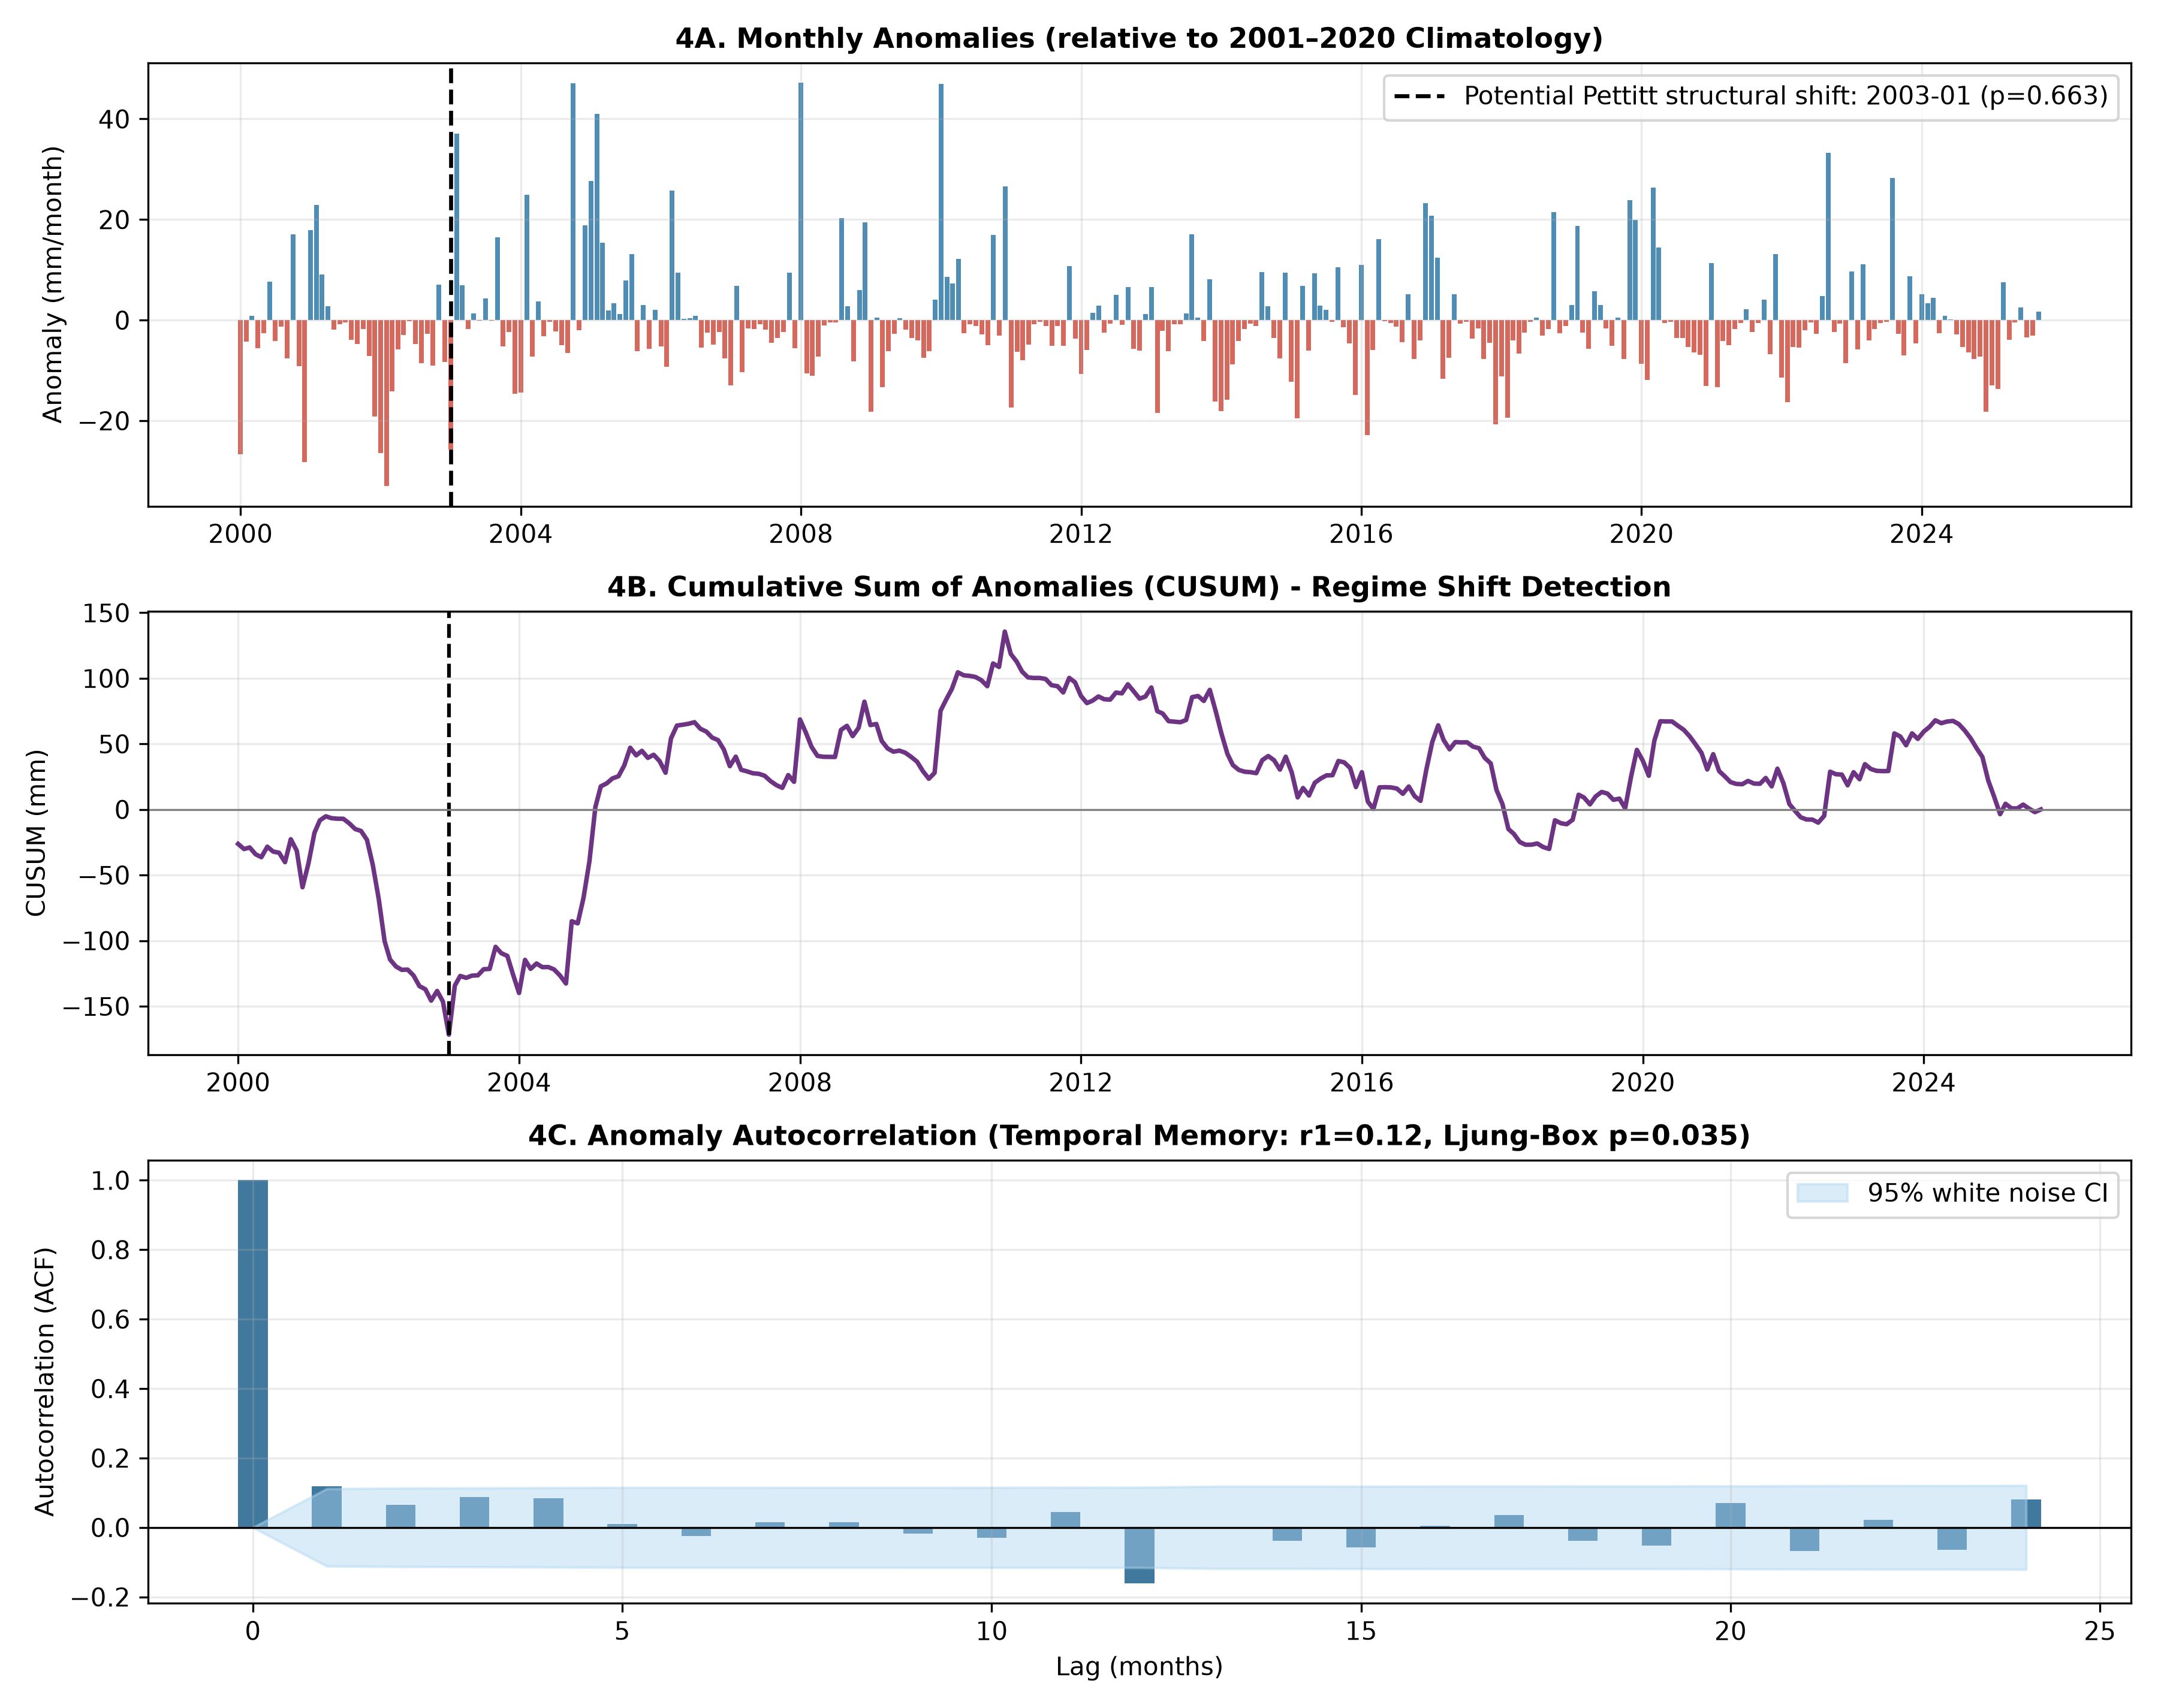 4A. Monthly Anomalies (relative to 2001–2020 Climatology)
Potential Pettitt structural shift: 2003-01 (p=0.663)
Anomaly (mm/month)
40
20
0
−20
2000 2004 2008 2012 2016 2020 2024
4B. Cumulative Sum of Anomalies (CUSUM) - Regime Shift Detection
CUSUM (mm)
150
100
50
0
−50
−100
−150
2000 2004 2008 2012 2016 2020 2024
4C. Anomaly Autocorrelation (Temporal Memory: r1=0.12, Ljung-Box p=0.035)
95% white noise CI
Autocorrelation (ACF)
1.0
0.8
0.6
0.4
0.2
0.0
−0.2
0 5 10 15 20 25
Lag (months)